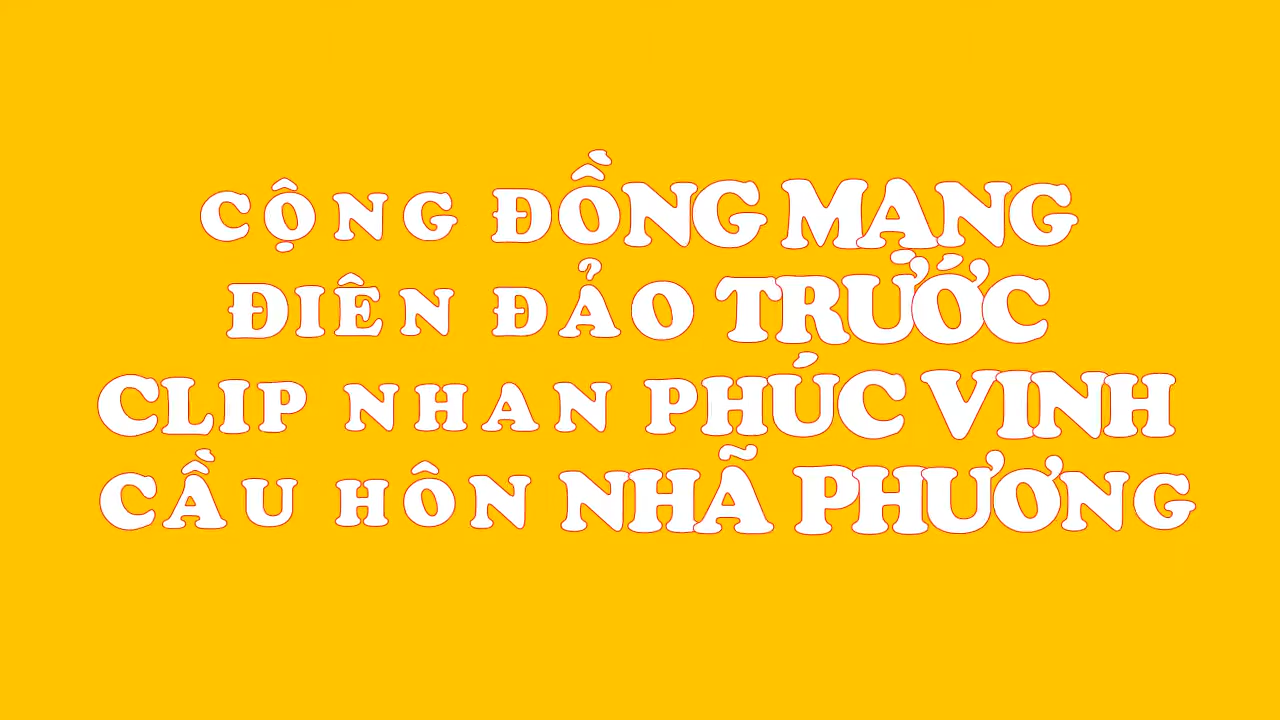 CỘNG ĐỒNG MẠNG
ĐIÊN ĐẢO TRƯỚC
CLIP NHAN PHÚC VINH
CẦU HÔN NHÃ PHƯƠNG